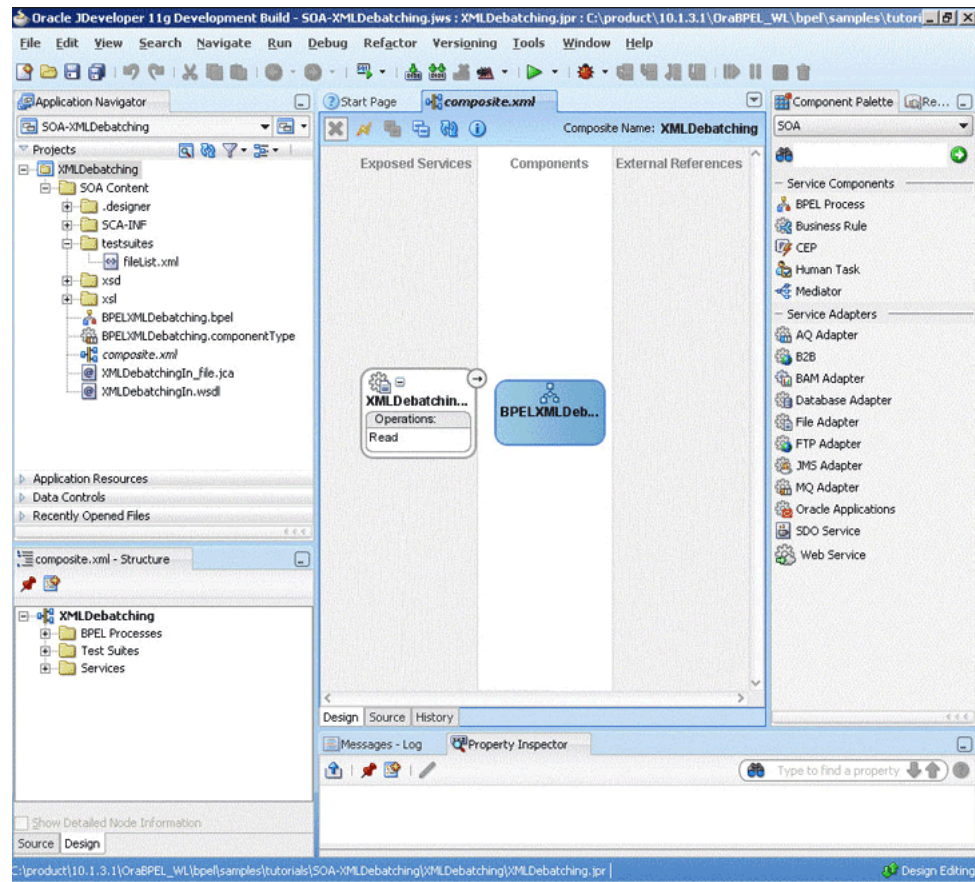 Oracle JDeveloper 11g Development Build - SOA-XMLDebatching.jws : XMLDebatching.jpr : C:\product\10.1.3.1\OraBPEL_WL\bpel\samples\tutori
File Edit View Search Navigate Run Debug Refactor Versioning Tools Window Help
Application Navigator
SOA-XMLDebatching
Projects
XMLDebatching
SOA Content
.designer
SCA-INF
testsuites
fileList.xml
xsd
xsl
BPELXMLDebatching.bpel
BPELXMLDebatching.componentType
composite.xml
XMLDebatchingIn_file.jca
XMLDebatchingIn.wsdl
Application Resources
Data Controls
Recently Opened Files
composite.xml - Structure
XMLDebatching
BPEL Processes
Test Suites
Services
Show Detailed Node Information
Source Design
Start Page composite.xml
Composite Name: XMLDebatching
Exposed Services Components External References
XMLDebatchin...
Operations:
Read
BPELXMLDeb...
Design Source History
Messages - Log Property Inspector
Type to find a property
Component Palette Re...
SOA
Service Components
BPEL Process
Business Rule
CEP
Human Task
Mediator
Service Adapters
AQ Adapter
B2B
BAM Adapter
Database Adapter
File Adapter
FTP Adapter
JMS Adapter
MQ Adapter
Oracle Applications
SDO Service
Web Service
C:\product\10.1.3.1\OraBPEL_WL\bpel\samples\tutorials\SOA-XMLDebatching\XMLDebatching\XMLDebatching.jpr
Design Editing